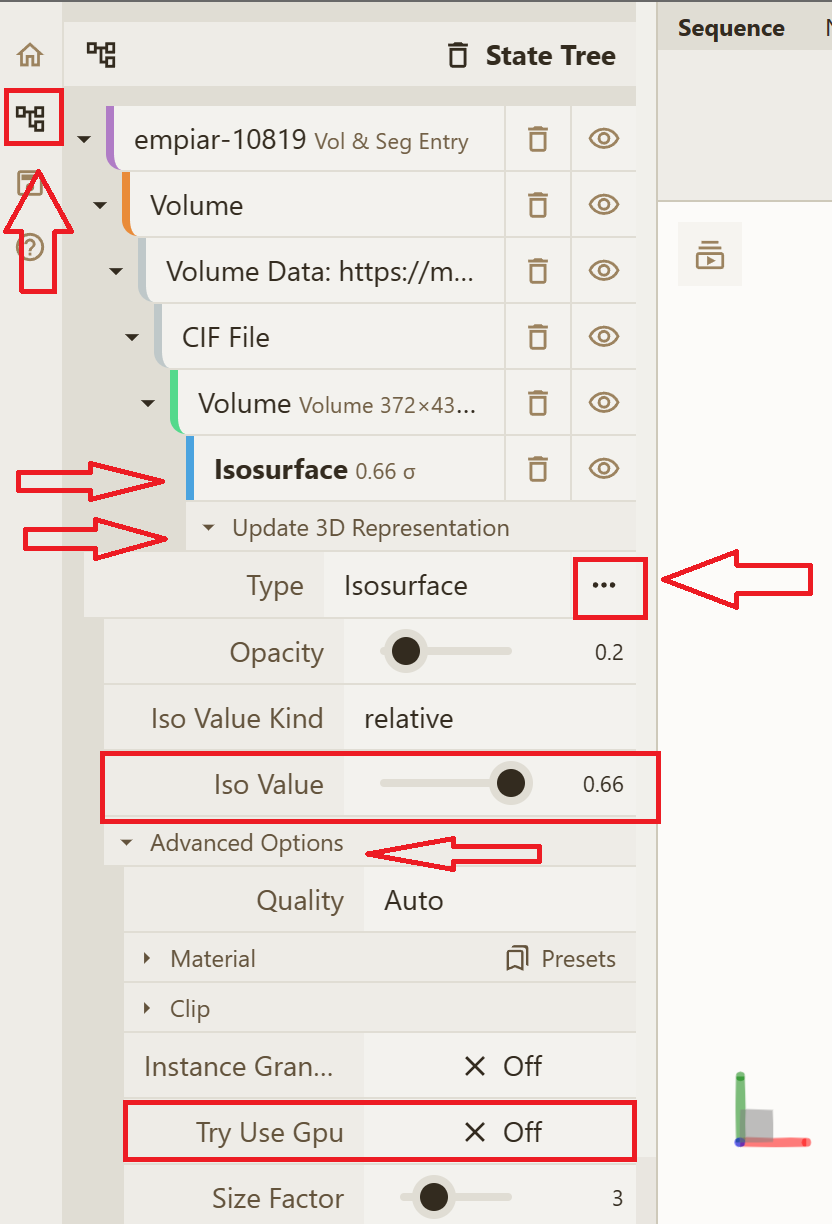 State Tree
Sequence
empiar-10819 Vol & Seg Entry
Volume
Volume Data: https://m...
CIF File
Volume Volume 372×43...
Isosurface 0.66 σ
Update 3D Representation
Type Isosurface
Opacity 0.2
Iso Value Kind relative
Iso Value 0.66
Advanced Options
Quality Auto
Material Presets
Clip
Instance Gran... Off
Try Use Gpu Off
Size Factor 3